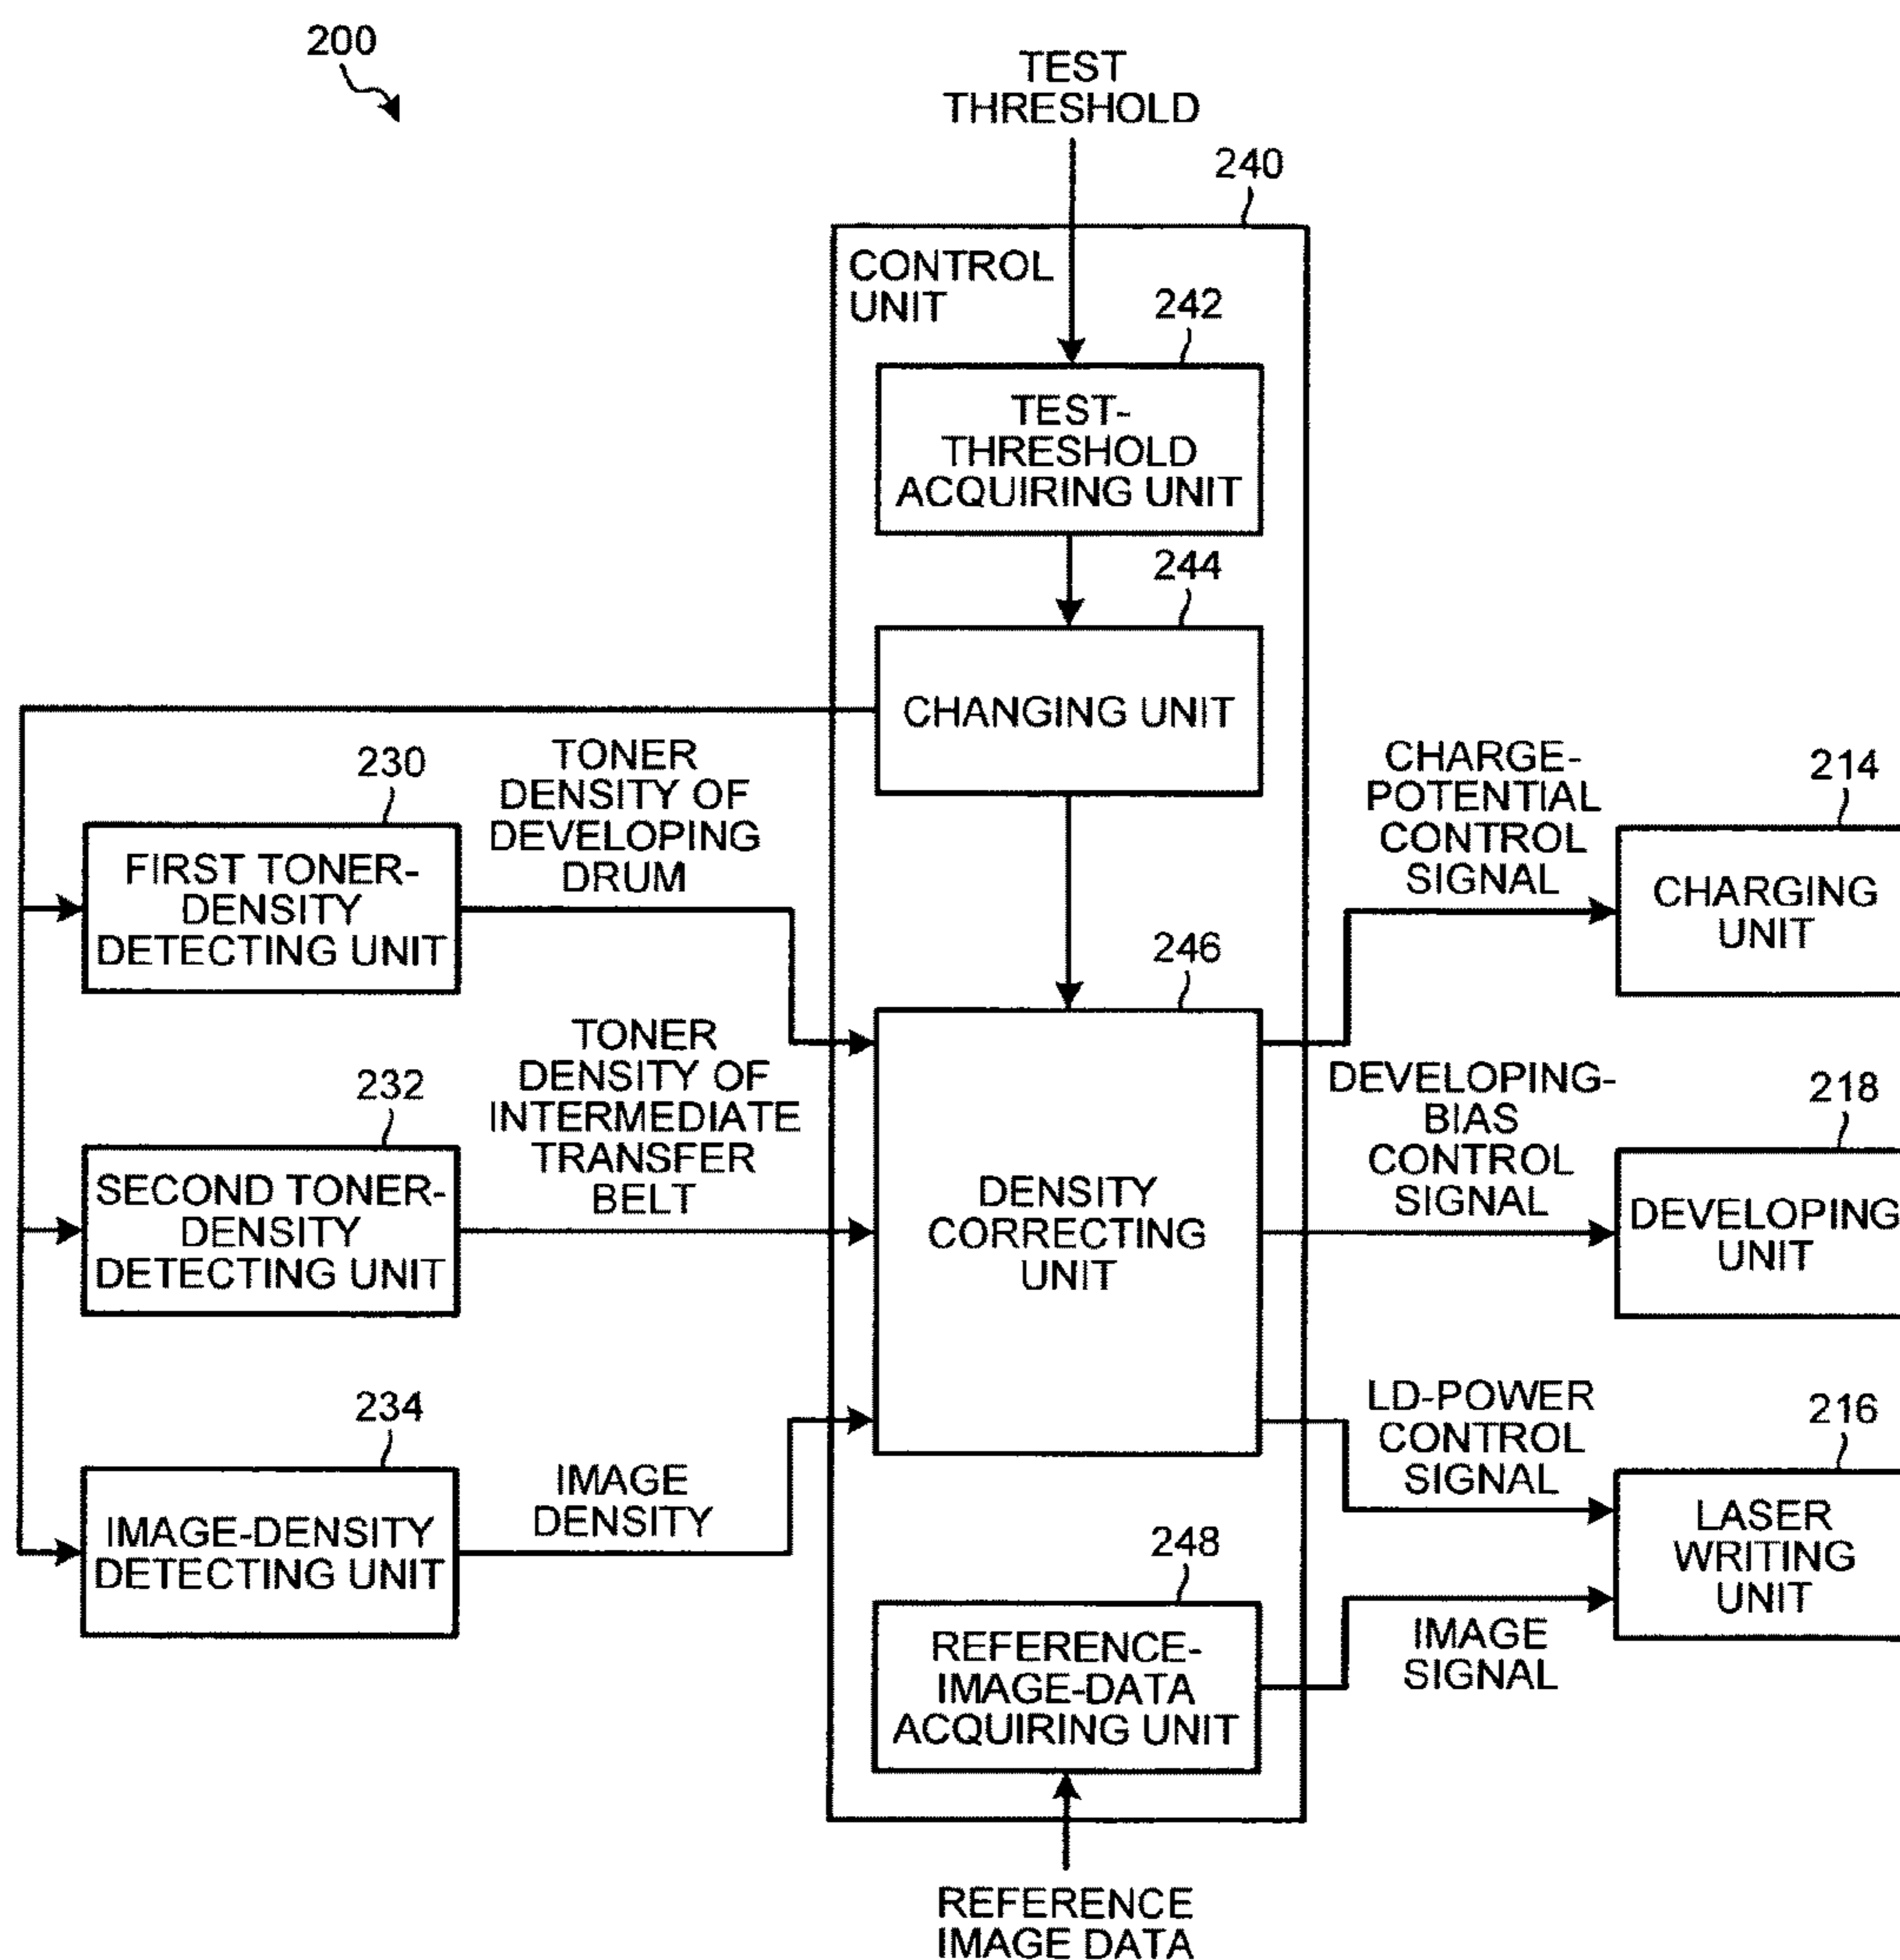 200
TEST
THRESHOLD
240
CONTROL
UNIT
242
TEST-
THRESHOLD
ACQUIRING UNIT
244
CHANGING UNIT
230
TONER
DENSITY OF
DEVELOPING
DRUM
FIRST TONER-
DENSITY
DETECTING UNIT
CHARGE-
POTENTIAL
CONTROL
SIGNAL
214
CHARGING
UNIT
246
DENSITY
CORRECTING
UNIT
232
TONER
DENSITY OF
INTERMEDIATE
TRANSFER
BELT
SECOND TONER-
DENSITY
DETECTING UNIT
DEVELOPING-
BIAS
CONTROL
SIGNAL
218
DEVELOPING
UNIT
234
IMAGE-DENSITY
DETECTING UNIT
IMAGE
DENSITY
LD-POWER
CONTROL
SIGNAL
216
LASER
WRITING
UNIT
248
REFERENCE-
IMAGE-DATA
ACQUIRING UNIT
IMAGE
SIGNAL
REFERENCE
IMAGE DATA